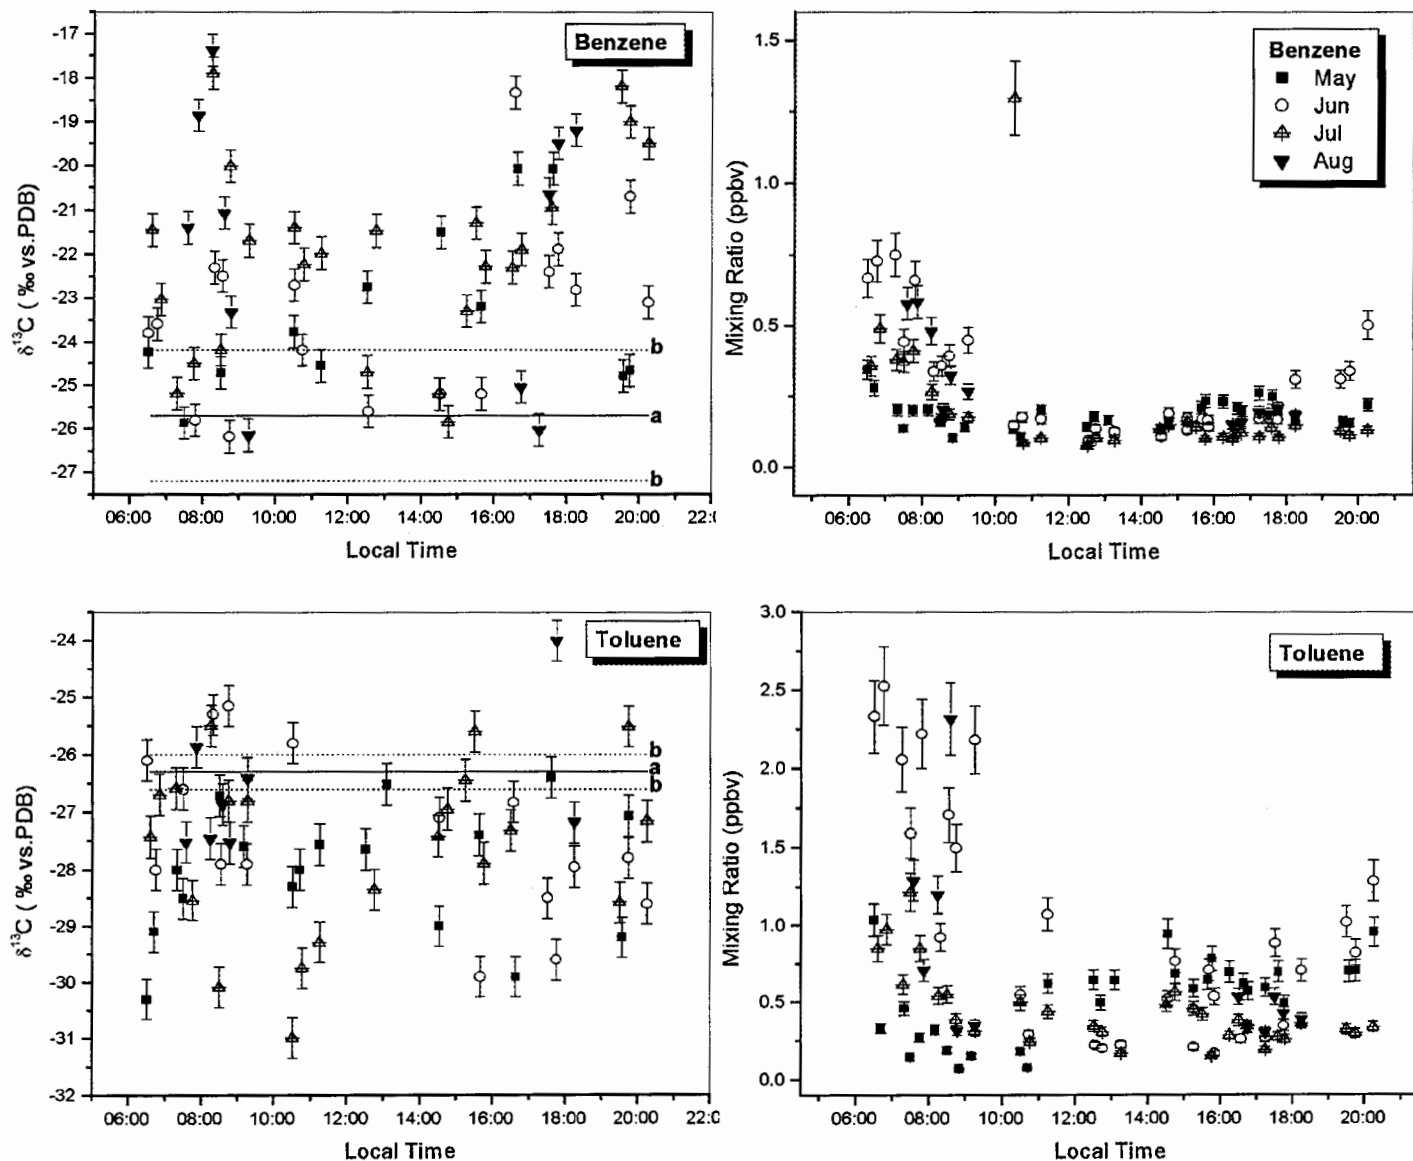 -17
-18
-19
-20
-21
-22
-23
-24
-25
-26
-27
δ¹³C ( ‰ vs.PDB)
Benzene
b
a
b
06:00 08:00 10:00 12:00 14:00 16:00 18:00 20:00 22:0
Local Time
1.5
1.0
0.5
0.0
Mixing Ratio (ppbv)
Benzene
May
Jun
Jul
Aug
06:00 08:00 10:00 12:00 14:00 16:00 18:00 20:00
Local Time
-24
-25
-26
-27
-28
-29
-30
-31
-32
δ¹³C ( ‰ vs.PDB)
Toluene
b
a
b
06:00 08:00 10:00 12:00 14:00 16:00 18:00 20:00 22:0
Local Time
3.0
2.5
2.0
1.5
1.0
0.5
0.0
Mixing Ratio (ppbv)
Toluene
06:00 08:00 10:00 12:00 14:00 16:00 18:00 20:00
Local Time